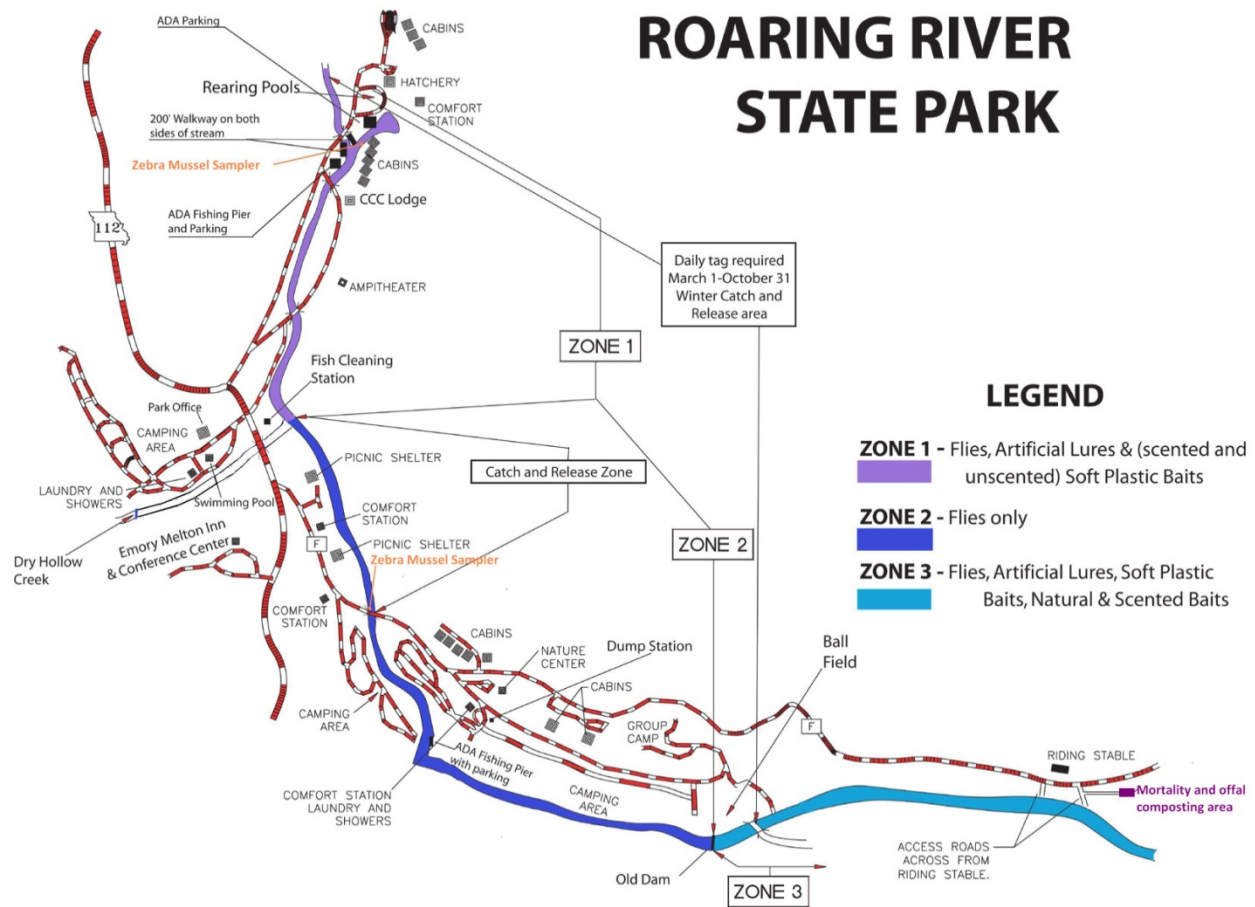 ROARING RIVER
STATE PARK
ADA Parking
CABINS
HATCHERY
Rearing Pools
COMFORT
STATION
200' Walkway on both
sides of stream
Zebra Mussel Sampler
CABINS
CCC Lodge
ADA Fishing Pier
and Parking
112
Daily tag required
March 1-October 31
Winter Catch and
Release area
AMPITHEATER
ZONE 1
Fish Cleaning
Station
Park Office
CAMPING
AREA
PICNIC SHELTER
Catch and Release Zone
LAUNDRY AND
SHOWERS
Swimming Pool
COMFORT
STATION
Emory Melton Inn
& Conference Center
F
PICNIC SHELTER
ZONE 2
Dry Hollow
Creek
Zebra Mussel Sampler
COMFORT
STATION
CABINS
NATURE
CENTER
Dump Station
Ball
Field
CABINS
CAMPING
AREA
GROUP
CAMP
F
ADA Fishing Pier
with parking
RIDING STABLE
COMFORT STATION
LAUNDRY AND
SHOWERS
CAMPING
AREA
Mortality and offal
composting area
ACCESS ROADS
ACROSS FROM
RIDING STABLE.
Old Dam
ZONE 3
LEGEND
ZONE 1 - Flies, Artificial Lures & (scented and
unscented) Soft Plastic Baits
ZONE 2 - Flies only
ZONE 3 - Flies, Artificial Lures, Soft Plastic
Baits, Natural & Scented Baits